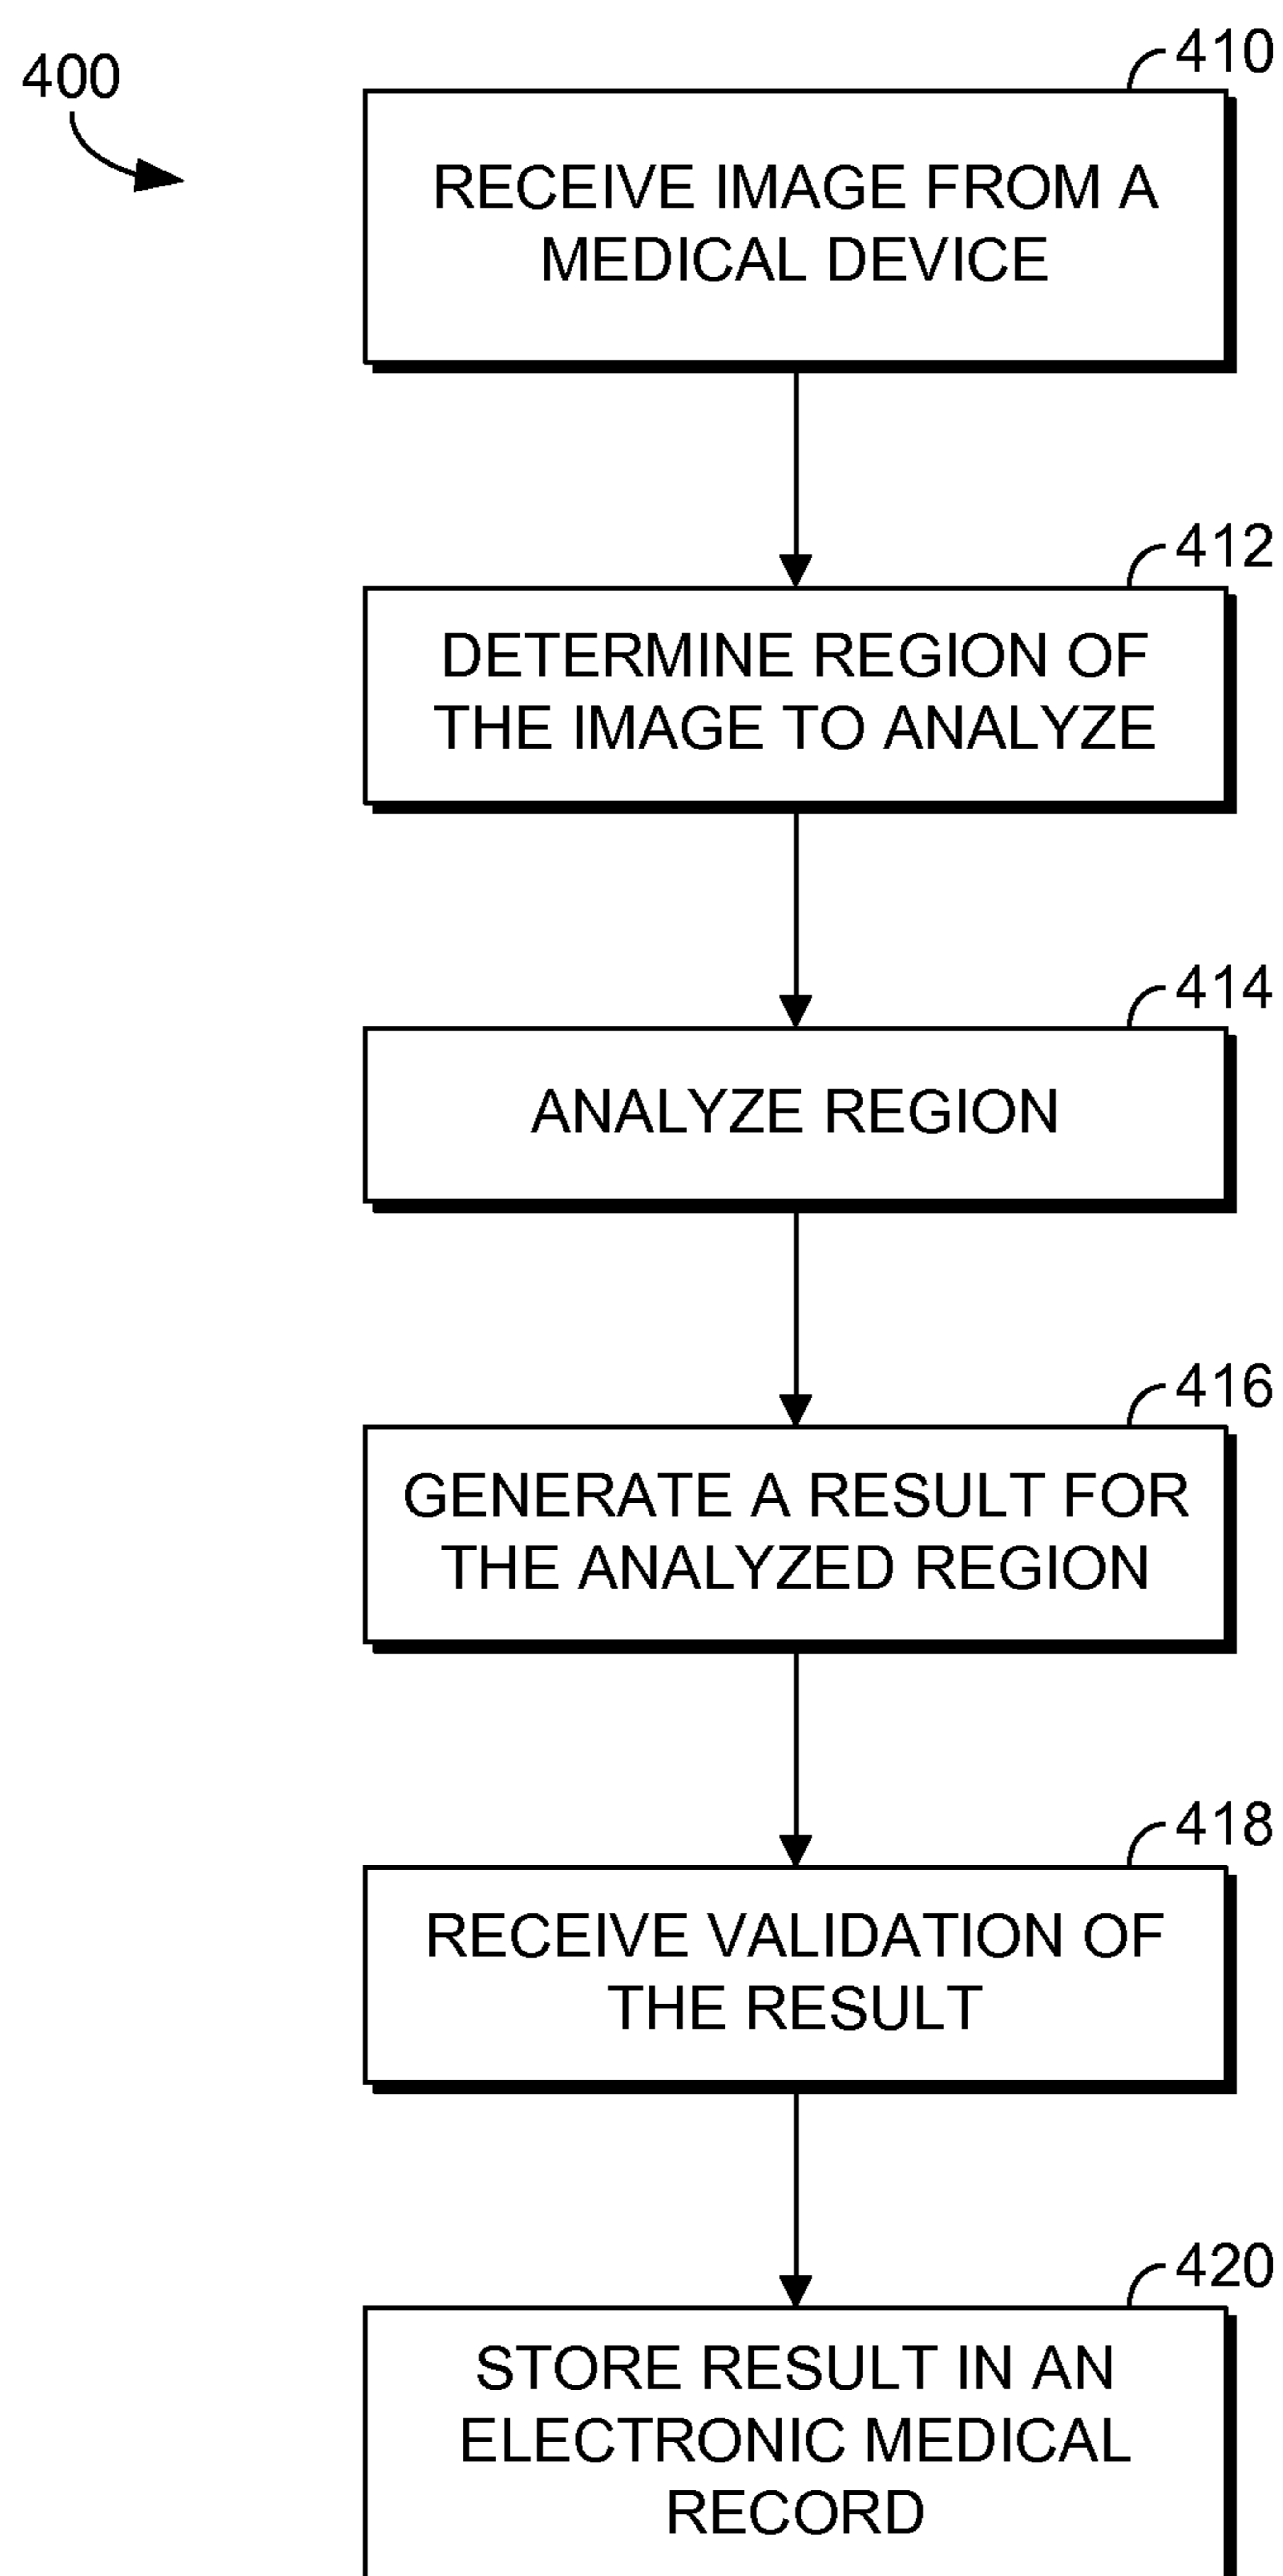 400
410
RECEIVE IMAGE FROM A
MEDICAL DEVICE
412
DETERMINE REGION OF
THE IMAGE TO ANALYZE
414
ANALYZE REGION
416
GENERATE A RESULT FOR
THE ANALYZED REGION
418
RECEIVE VALIDATION OF
THE RESULT
420
STORE RESULT IN AN
ELECTRONIC MEDICAL
RECORD